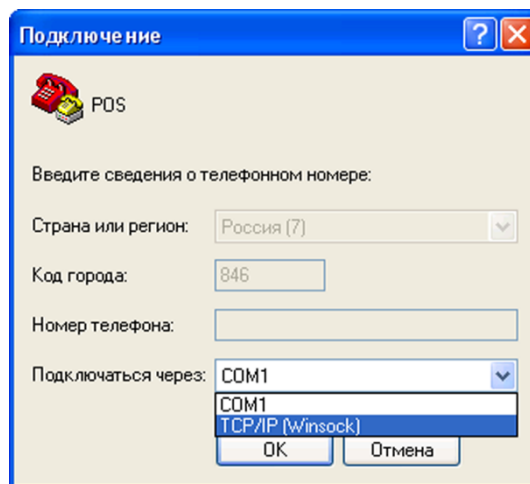 Подключение
POS
Введите сведения о телефонном номере:
Страна или регион: Россия (7)
Код города: 846
Номер телефона:
Подключаться через: COM1
COM1
TCP/IP (Winsock)
OK Отмена